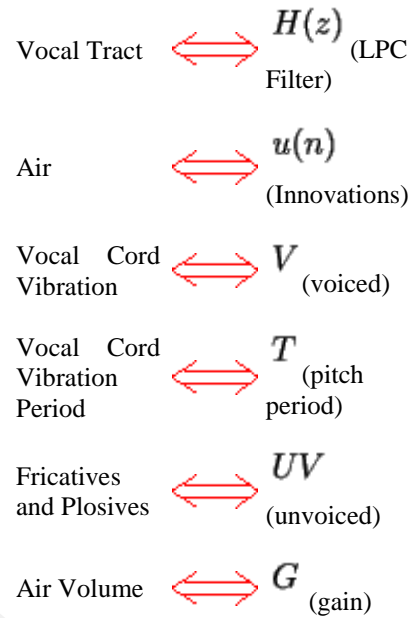 Vocal Tract H(z) (LPC
Filter)
Air u(n)
(Innovations)
Vocal Cord
Vibration V (voiced)
Vocal Cord
Vibration
Period T (pitch
period)
Fricatives
and Plosives UV
(unvoiced)
Air Volume G (gain)